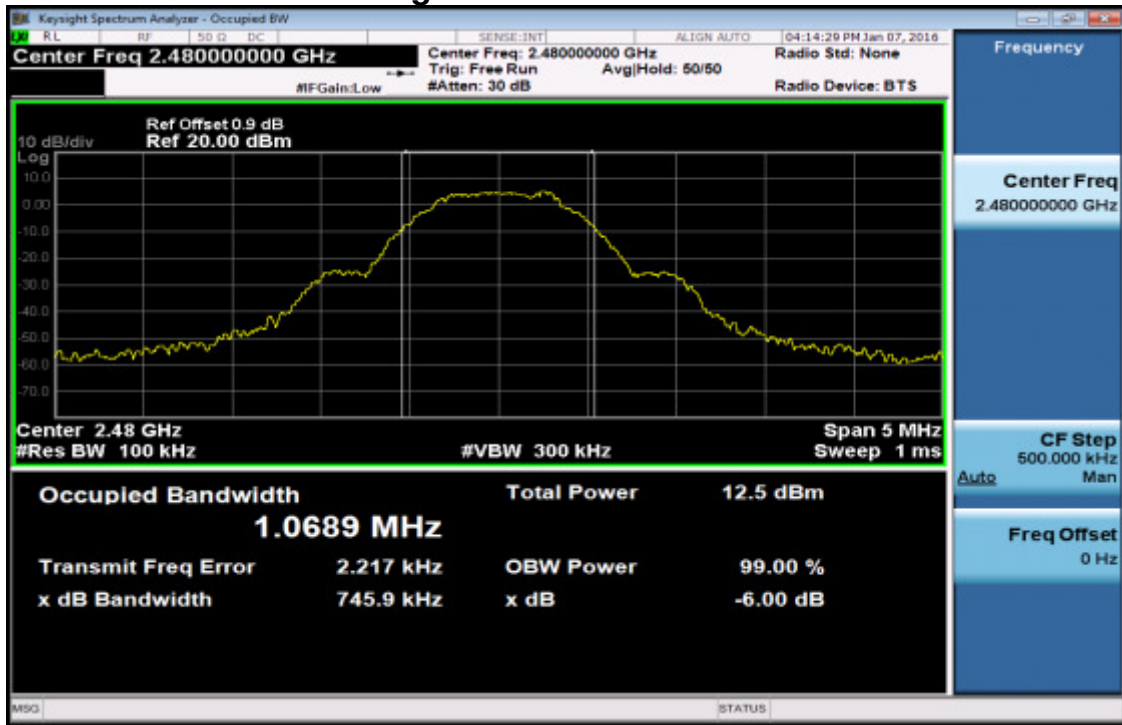 Keysight Spectrum Analyzer - Occupied BW
RL RF 50 Ω DC SENSE:INT ALIGN AUTO 04:14:29 PM Jan 07, 2016
Center Freq 2.480000000 GHz
Center Freq: 2.480000000 GHz
Radio Std: None
Trig: Free Run Avg|Hold: 50/50
#IFGain:Low
#Atten: 30 dB
Radio Device: BTS
Ref Offset 0.9 dB
10 dB/div Ref 20.00 dBm
Log
10.0
0.00
-10.0
-20.0
-30.0
-40.0
-50.0
-60.0
-70.0
Center 2.48 GHz Span 5 MHz
#Res BW 100 kHz #VBW 300 kHz Sweep 1 ms
Occupied Bandwidth Total Power 12.5 dBm
1.0689 MHz
Transmit Freq Error 2.217 kHz OBW Power 99.00 %
x dB Bandwidth 745.9 kHz x dB -6.00 dB
MSG STATUS
Frequency
Center Freq
2.480000000 GHz
CF Step
500.000 kHz
Auto Man
Freq Offset
0 Hz